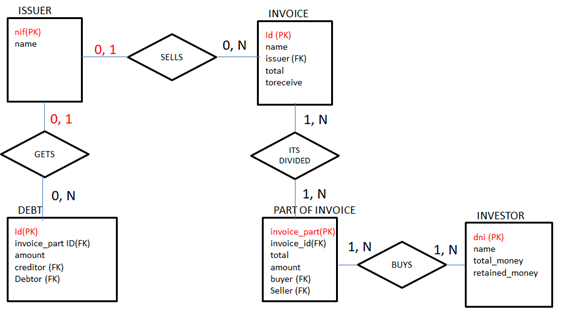 ISSUER
nif(PK)
name
0, 1
SELLS
0, N
INVOICE
Id (PK)
name
issuer (FK)
total
toreceive
0, 1
GETS
0, N
1, N
ITS
DIVIDED
1, N
DEBT
Id(PK)
invoice_part ID(FK)
amount
creditor (FK)
Debtor (FK)
PART OF INVOICE
invoice_part(PK)
invoice_id(FK)
total
amount
buyer (FK)
Seller (FK)
1, N
BUYS
1, N
INVESTOR
dni (PK)
name
total_money
retained_money